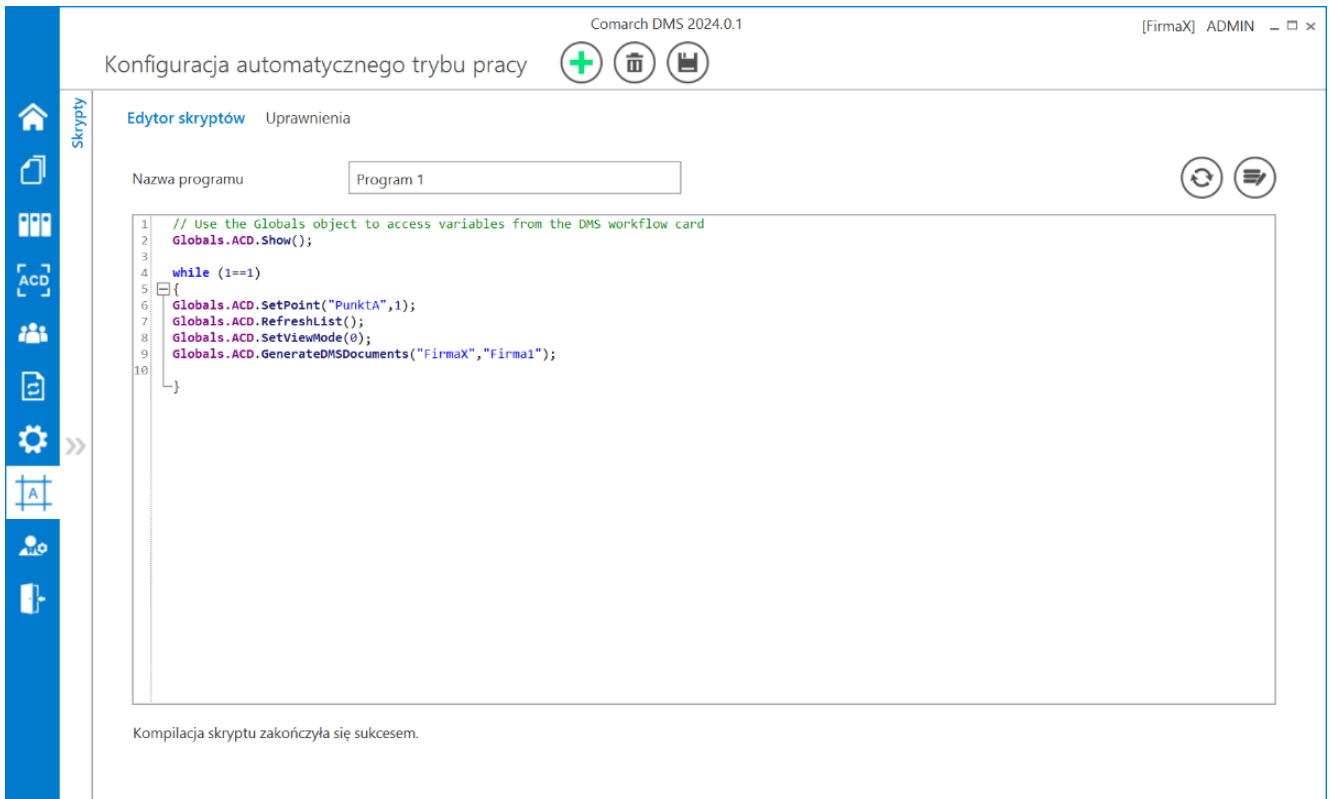 Comarch DMS 2024.0.1
[FirmaX] ADMIN
Konfiguracja automatycznego trybu pracy
Skrypty
Edytor skryptów Uprawnienia
Nazwa programu Program 1
1 // Use the Globals object to access variables from the DMS workflow card
2 Globals.ACD.Show();
3
4 while (1==1)
5 {
6 Globals.ACD.SetPoint("PunktA",1);
7 Globals.ACD.RefreshList();
8 Globals.ACD.SetViewMode(0);
9 Globals.ACD.GenerateDMSDocuments("FirmaX","Firma1");
10
}
ACD
A
Kompilacja skryptu zakończyła się sukcesem.